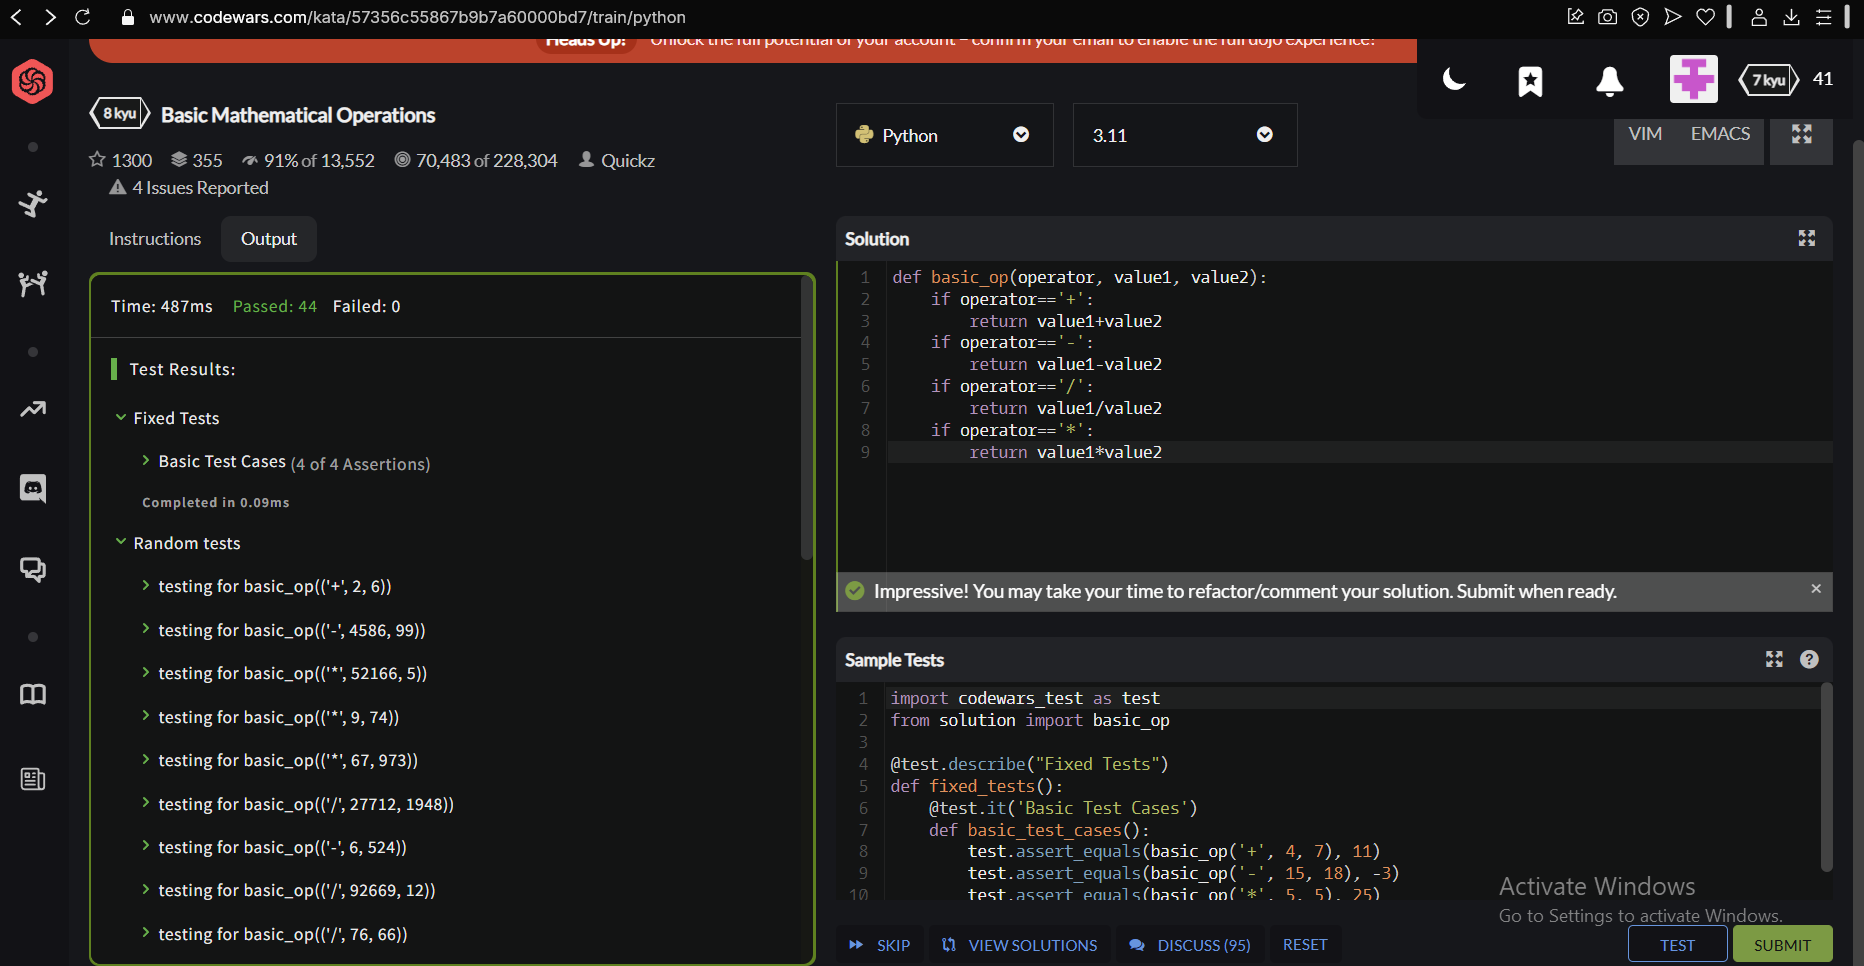 www.codewars.com/kata/57356c55867b9b7a60000bd7/train/python
Heads Up! Unlock the full potential of your account – confirm your email to enable the full dojo experience!
7 kyu 41
8 kyu Basic Mathematical Operations
1300 355 91% of 13,552 70,483 of 228,304 Quickz
4 Issues Reported
Python
3.11
VIM EMACS
Instructions Output
Time: 487ms Passed: 44 Failed: 0
Test Results:
Fixed Tests
Basic Test Cases (4 of 4 Assertions)
Completed in 0.09ms
Random tests
testing for basic_op(('+', 2, 6))
testing for basic_op(('-', 4586, 99))
testing for basic_op(('*', 52166, 5))
testing for basic_op(('*', 9, 74))
testing for basic_op(('*', 67, 973))
testing for basic_op(('/', 27712, 1948))
testing for basic_op(('-', 6, 524))
testing for basic_op(('/', 92669, 12))
testing for basic_op(('/', 76, 66))
Solution
1 def basic_op(operator, value1, value2):
2     if operator=='+':
3         return value1+value2
4     if operator=='-':
5         return value1-value2
6     if operator=='/':
7         return value1/value2
8     if operator=='*':
9         return value1*value2
Impressive! You may take your time to refactor/comment your solution. Submit when ready.
Sample Tests
1 import codewars_test as test
2 from solution import basic_op
3
4 @test.describe("Fixed Tests")
5 def fixed_tests():
6     @test.it('Basic Test Cases')
7     def basic_test_cases():
8         test.assert_equals(basic_op('+', 4, 7), 11)
9         test.assert_equals(basic_op('-', 15, 18), -3)
10         test.assert_equals(basic_op('*', 5, 5), 25)
Activate Windows
Go to Settings to activate Windows.
SKIP VIEW SOLUTIONS DISCUSS (95) RESET TEST SUBMIT